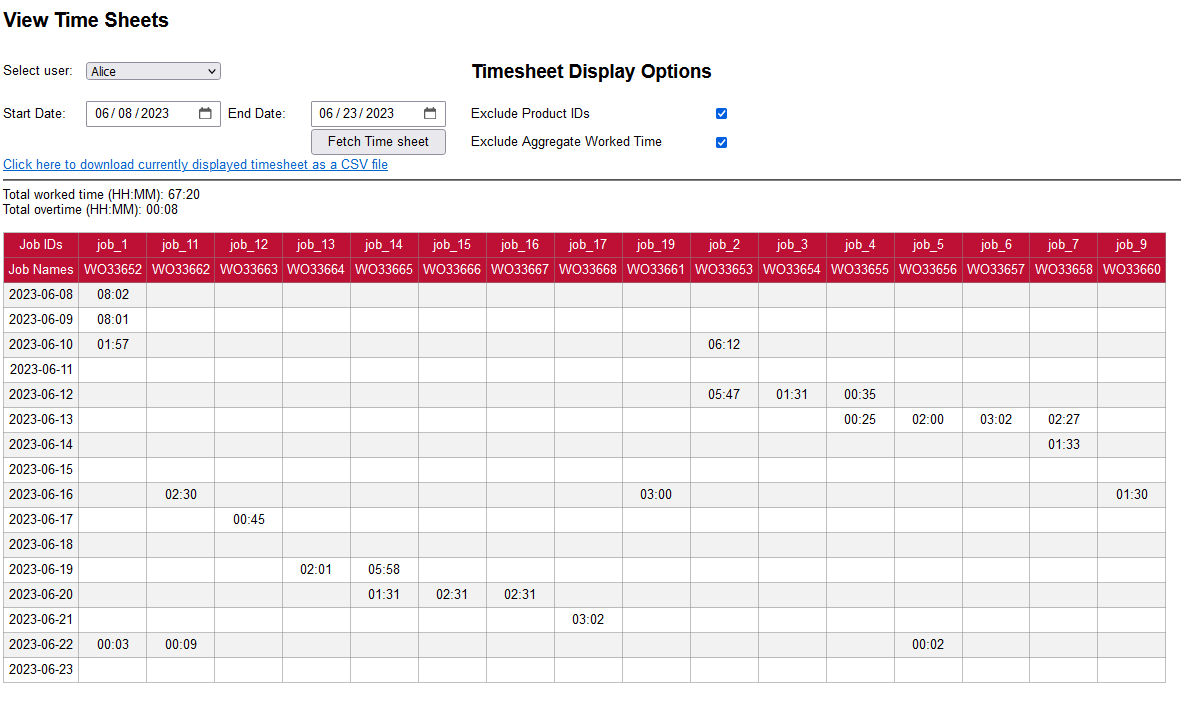 View Time Sheets
Select user: Alice
Timesheet Display Options
Start Date: 06/08/2023 End Date: 06/23/2023 Exclude Product IDs
Fetch Time sheet Exclude Aggregate Worked Time
Click here to download currently displayed timesheet as a CSV file
Total worked time (HH:MM): 67:20
Total overtime (HH:MM): 00:08
Job IDs job_1 job_11 job_12 job_13 job_14 job_15 job_16 job_17 job_19 job_2 job_3 job_4 job_5 job_6 job_7 job_9
Job Names WO33652 WO33662 WO33663 WO33664 WO33665 WO33666 WO33667 WO33668 WO33661 WO33653 WO33654 WO33655 WO33656 WO33657 WO33658 WO33660
2023-06-08 08:02
2023-06-09 08:01
2023-06-10 01:57 06:12
2023-06-11
2023-06-12 05:47 01:31 00:35
2023-06-13 00:25 02:00 03:02 02:27
2023-06-14 01:33
2023-06-15
2023-06-16 02:30 03:00 01:30
2023-06-17 00:45
2023-06-18
2023-06-19 02:01 05:58
2023-06-20 01:31 02:31 02:31
2023-06-21 03:02
2023-06-22 00:03 00:09 00:02
2023-06-23